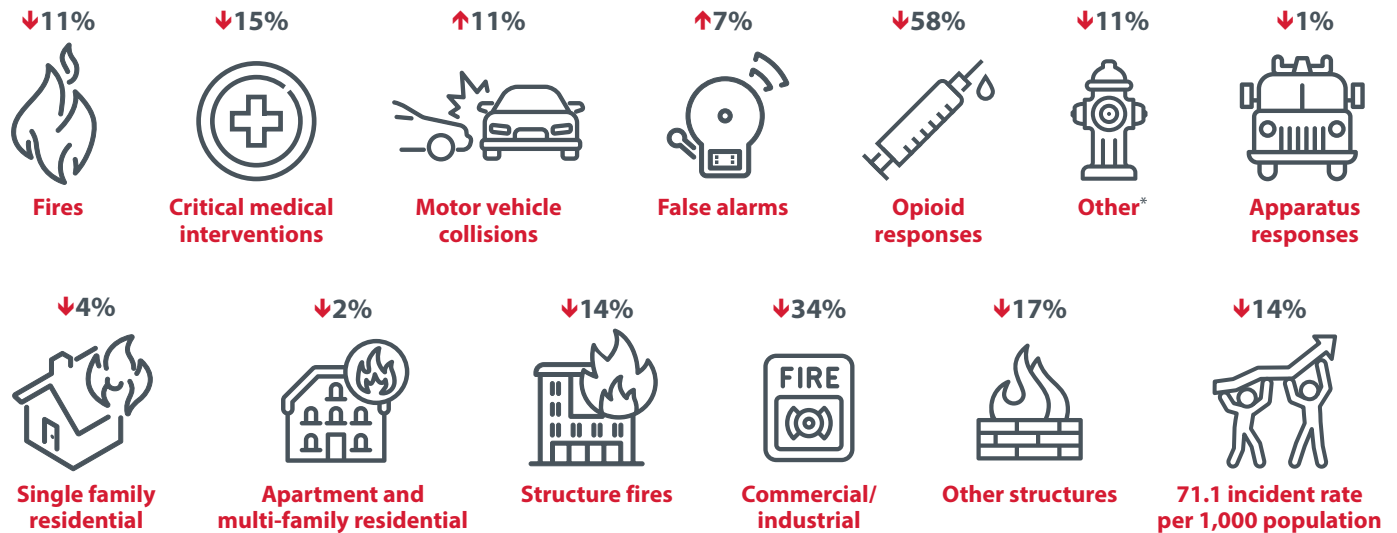 ↓11%
Fires
↓15%
Critical medical
interventions
↑11%
Motor vehicle
collisions
↑7%
False alarms
↓58%
Opioid
responses
↓11%
Other*
↓1%
Apparatus
responses
↓4%
Single family
residential
↓2%
Apartment and
multi-family residential
↓14%
Structure fires
↓34%
FIRE
Commercial/
industrial
↓17%
Other structures
↓14%
71.1 incident rate
per 1,000 population